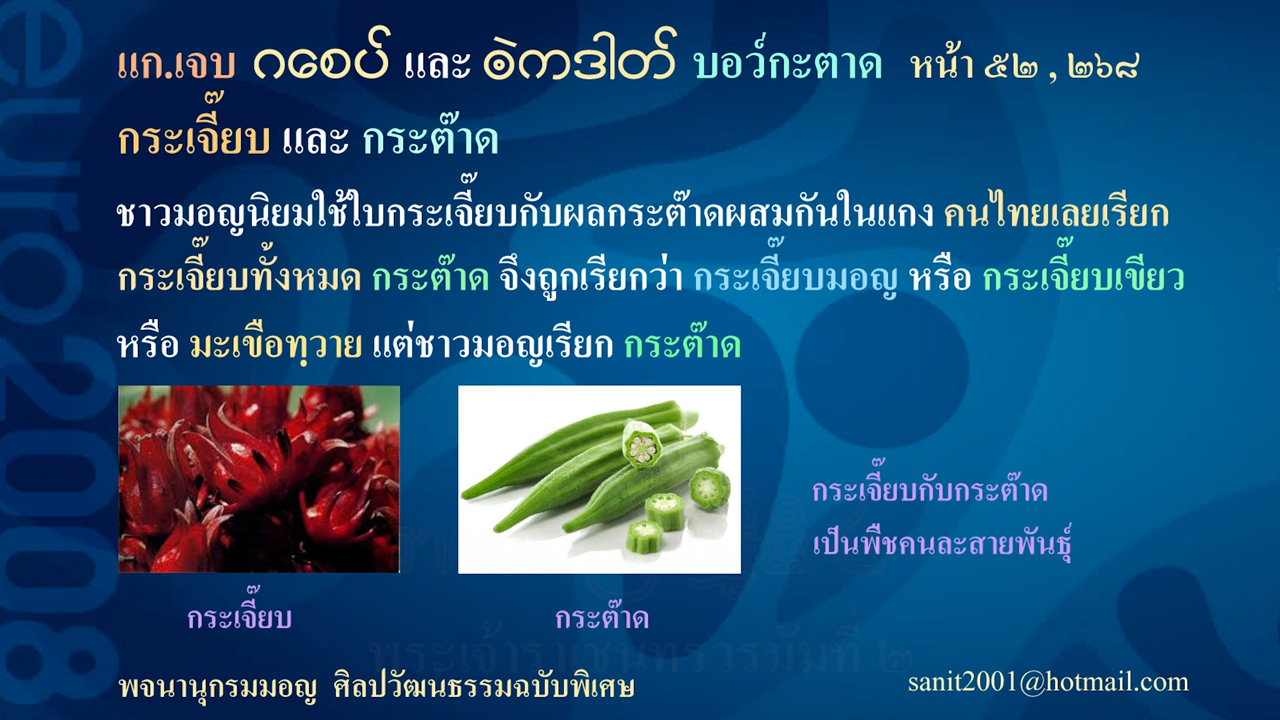 แก.เจบ ဂစေပ် และ စဲကဒါတ် บอว์กะตาด หน้า ๕๒ , ๒๖๘
กระเจี๊ยบ และ กระต๊าด
ชาวมอญนิยมใช้ใบกระเจี๊ยบกับผลกระต๊าดผสมกันในแกง คนไทยเลยเรียก
กระเจี๊ยบทั้งหมด กระต๊าด จึงถูกเรียกว่า กระเจี๊ยบมอญ หรือ กระเจี๊ยบเขียว
หรือ มะเขือทฺวาย แต่ชาวมอญเรียก กระต๊าด
กระเจี๊ยบกับกระต๊าด
เป็นพืชคนละสายพันธุ์
กระเจี๊ยบ กระต๊าด
พจนานุกรมมอญ ศิลปวัฒนธรรมฉบับพิเศษ sanit2001@hotmail.com
euro2008